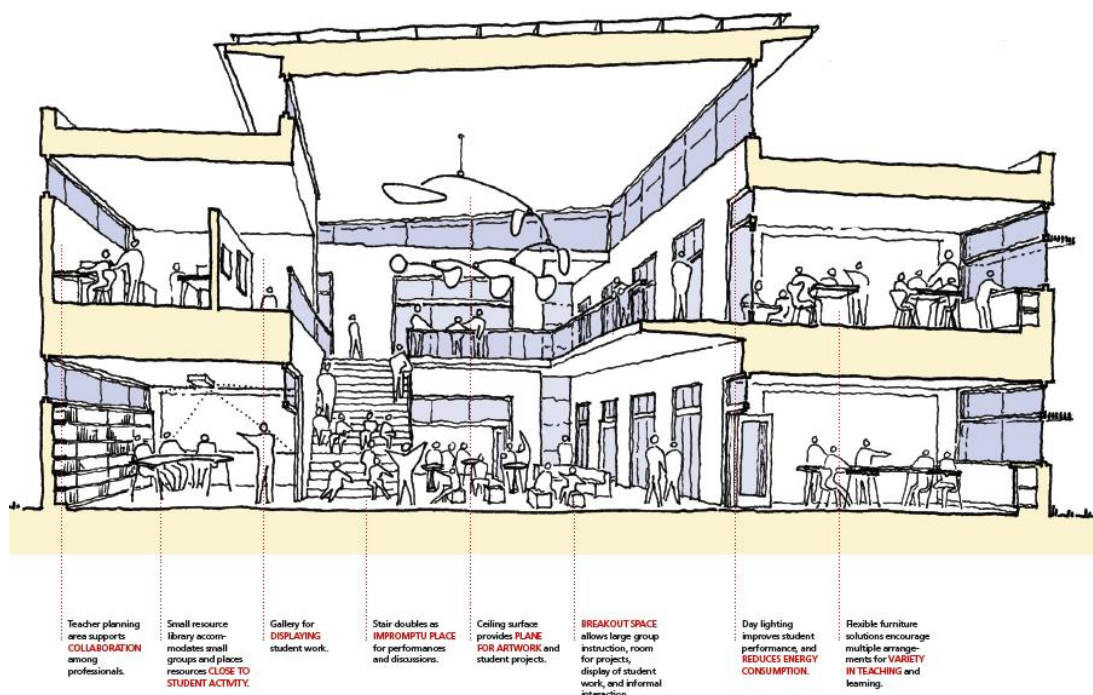 Teacher planning
area supports
COLLABORATION
among
professionals.
Small resource
library accom-
modates small
groups and places
resources CLOSE TO
STUDENT ACTIVITY.
Gallery for
DISPLAYING
student work.
Stair doubles as
IMPROMPTU PLACE
for performances
and discussions.
Ceiling surface
provides PLANE
FOR ARTWORK and
student projects.
BREAKOUT SPACE
allows large group
instruction, room
for projects,
display of student
work, and informal
interaction.
Day lighting
improves student
performance, and
REDUCES ENERGY
CONSUMPTION.
Flexible furniture
solutions encourage
multiple arrange-
ments for VARIETY
IN TEACHING and
learning.